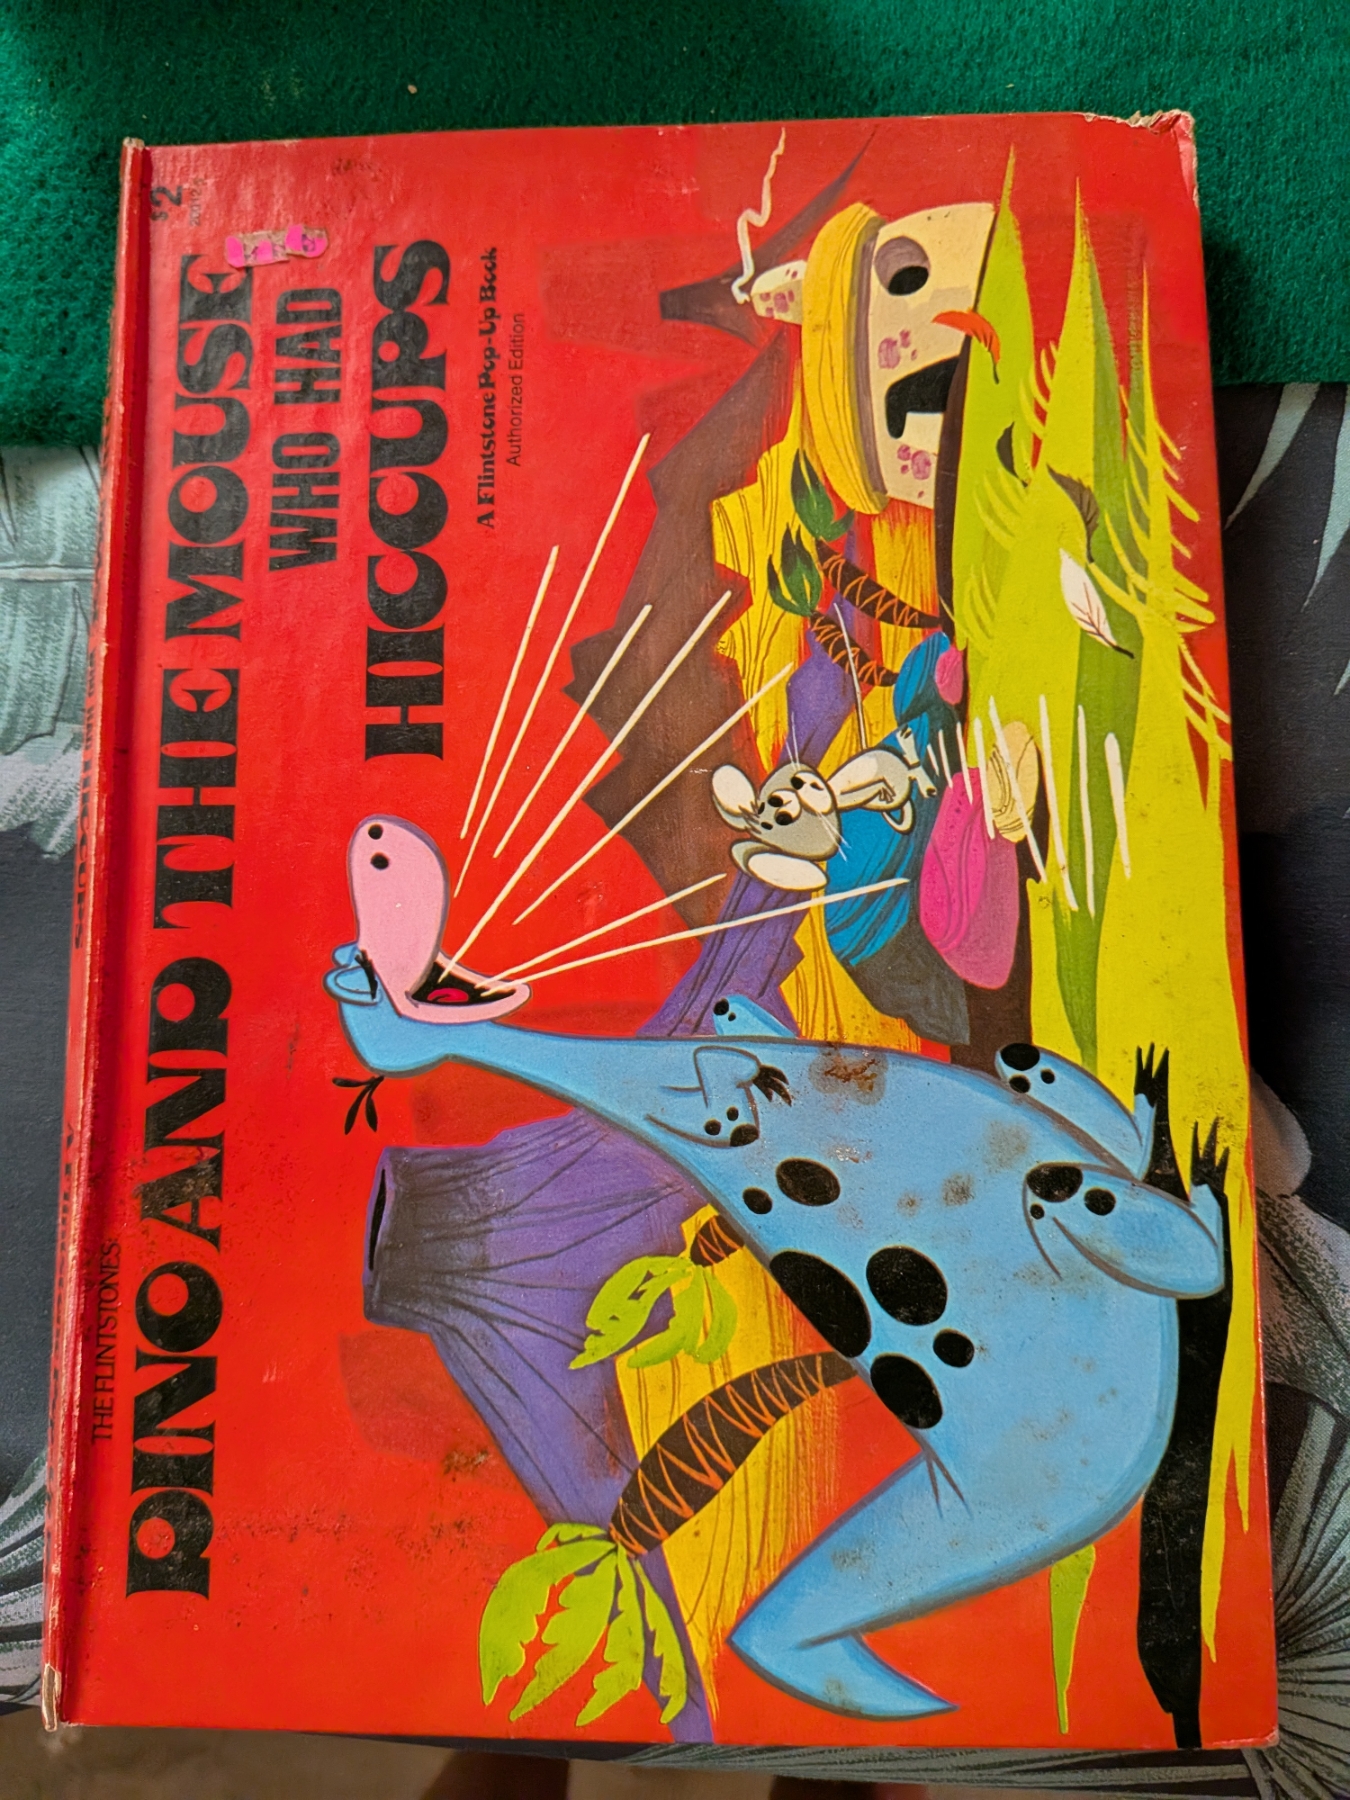 THE FLINTSTONES:
DINO AND THE MOUSE
WHO HAD
HICCUPS
A Flintstone Pop-Up Book
Authorized Edition
$2